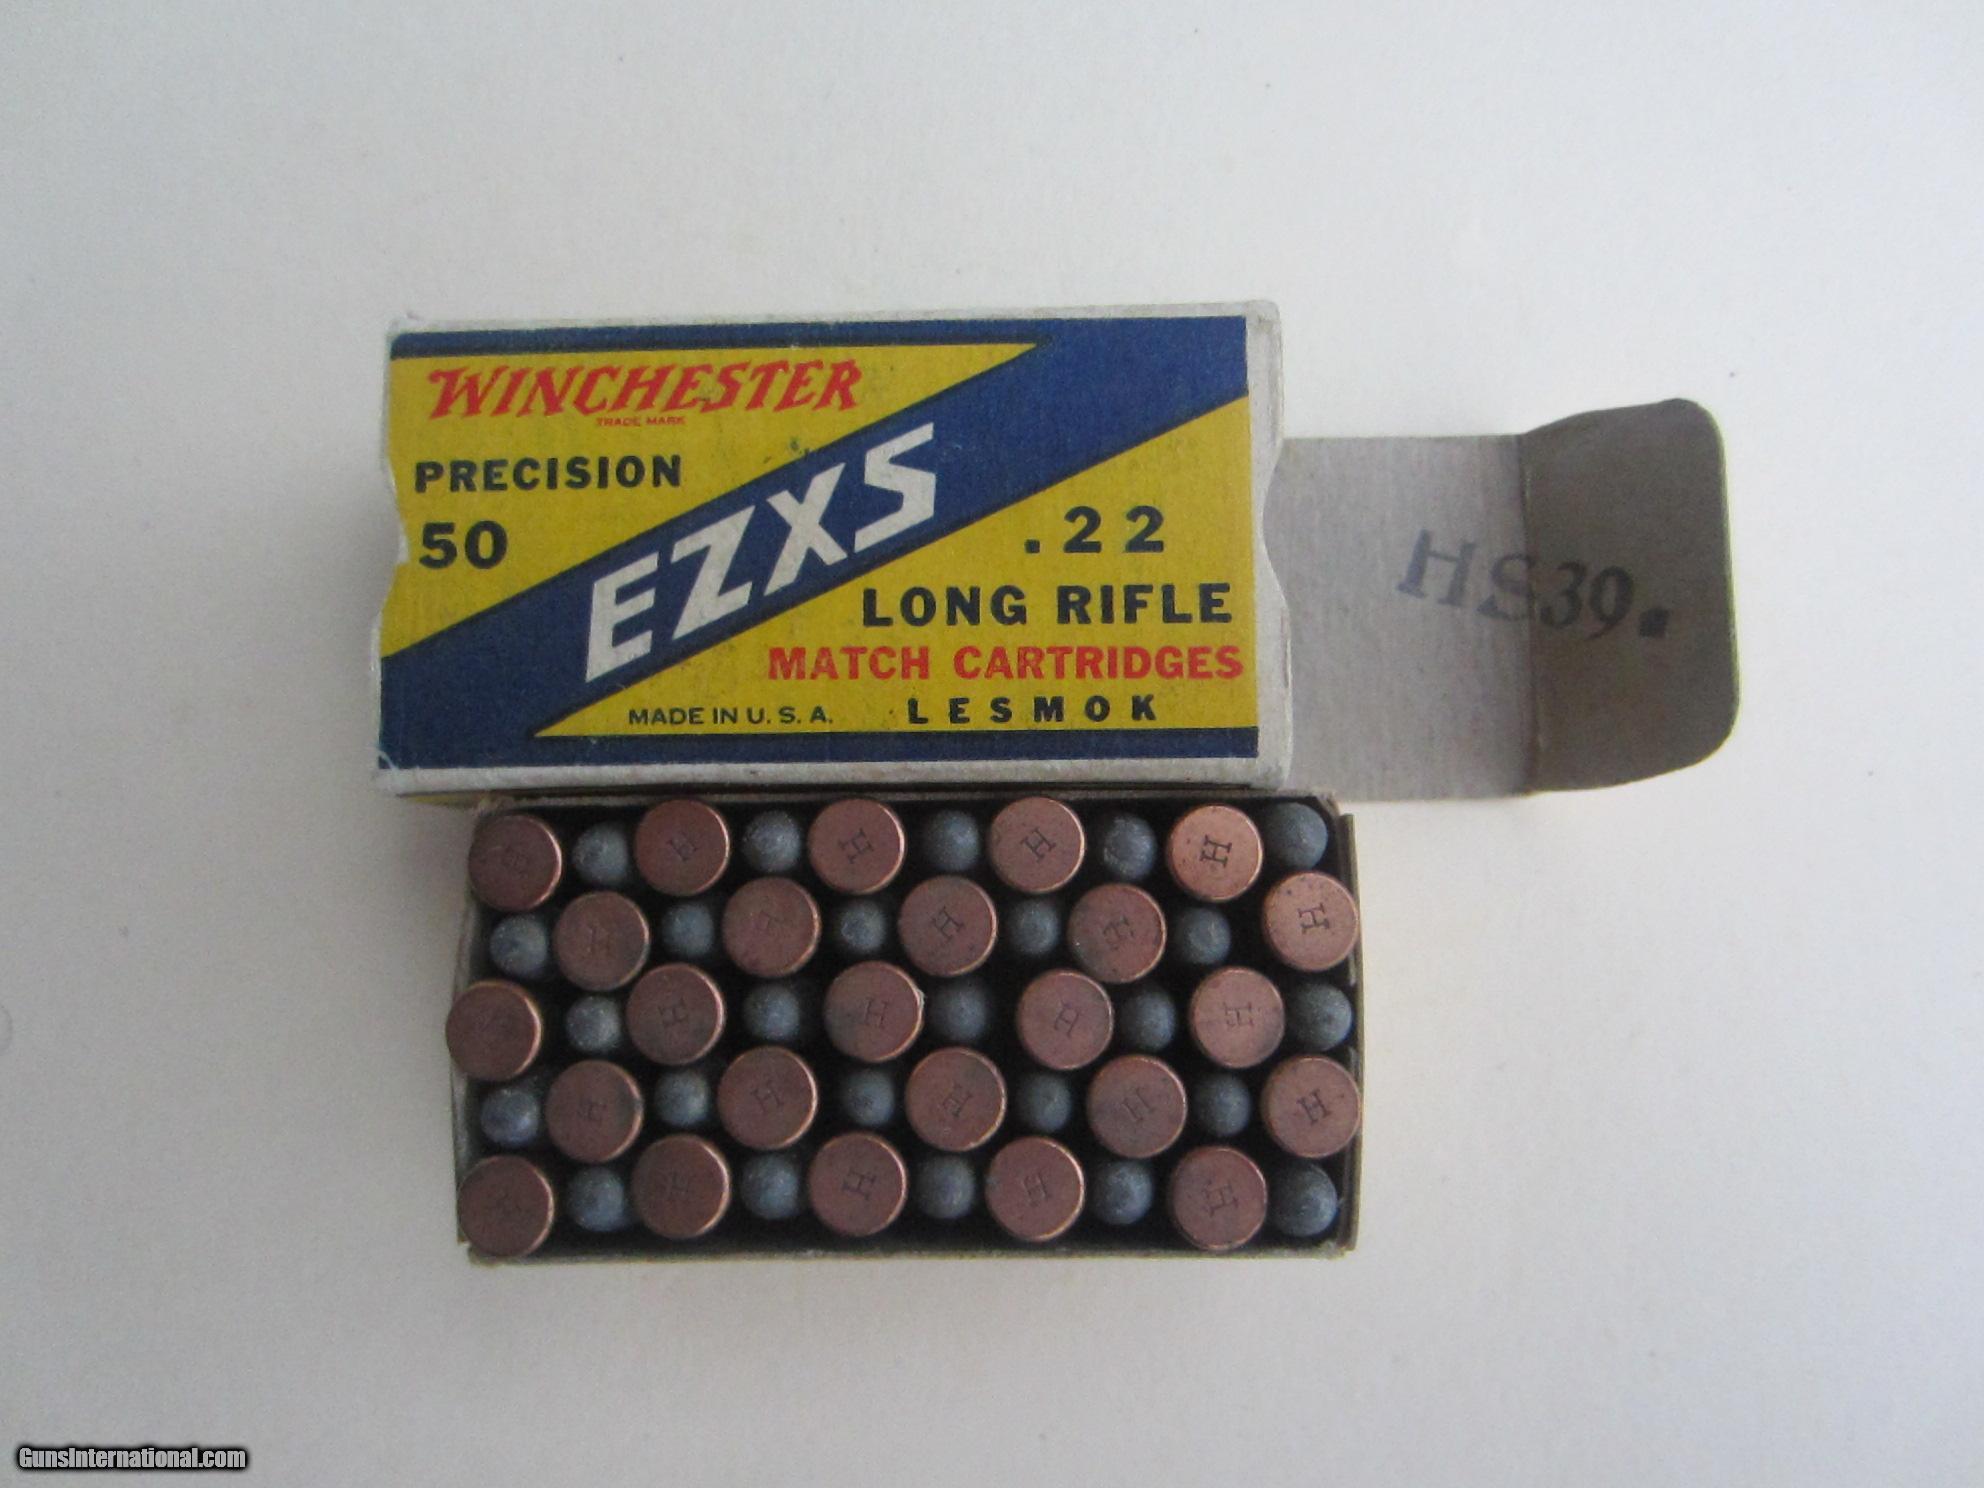 WINCHESTER
TRADE MARK
PRECISION
50
EZXS
.22
LONG RIFLE
MATCH CARTRIDGES
MADE IN U. S. A. LESMOK
HS39.
H H H H
H H H H
H H H H
H H H H H
H H H H
GunsInternational.com